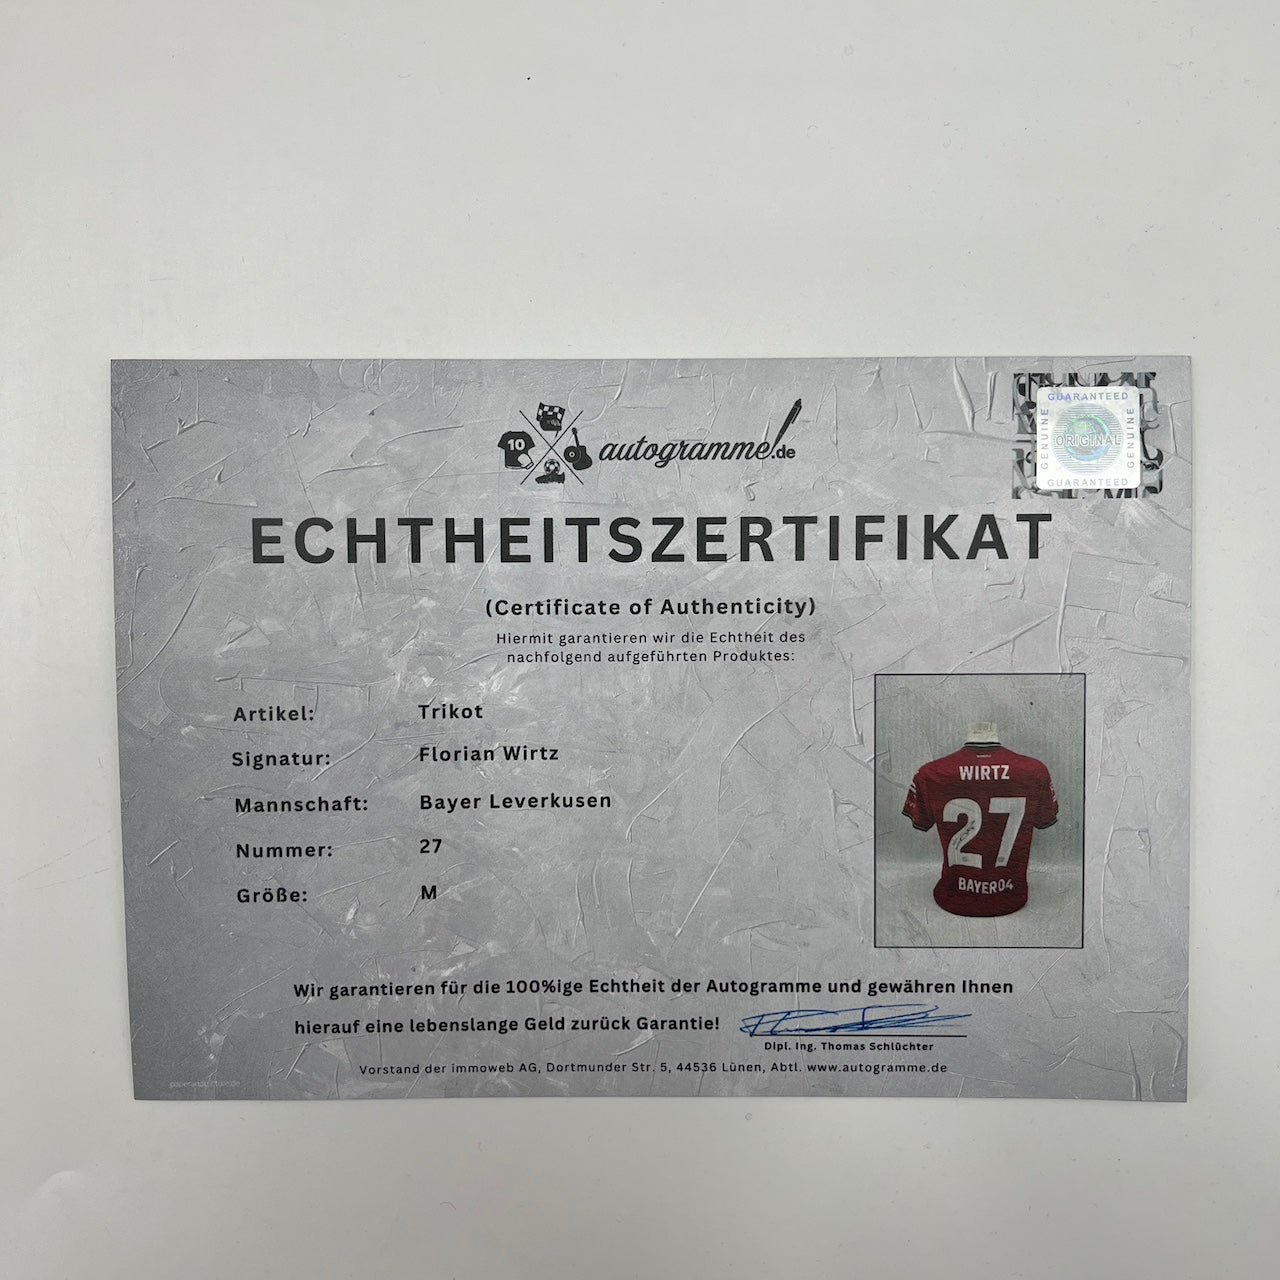 10
autogramme!.de
GUARANTEED
GENUINE
ORIGINAL
GENUINE
GUARANTEED
ECHTHEITSZERTIFIKAT
(Certificate of Authenticity)
Hiermit garantieren wir die Echtheit des
nachfolgend aufgeführten Produktes:
Artikel: Trikot
Signatur: Florian Wirtz
Mannschaft: Bayer Leverkusen
Nummer: 27
Größe: M
WIRTZ
27
BAYER04
Wir garantieren für die 100%ige Echtheit der Autogramme und gewähren Ihnen
hierauf eine lebenslange Geld zurück Garantie!
Dipl. Ing. Thomas Schlüchter
Vorstand der immoweb AG, Dortmunder Str. 5, 44536 Lünen, Abtl. www.autogramme.de